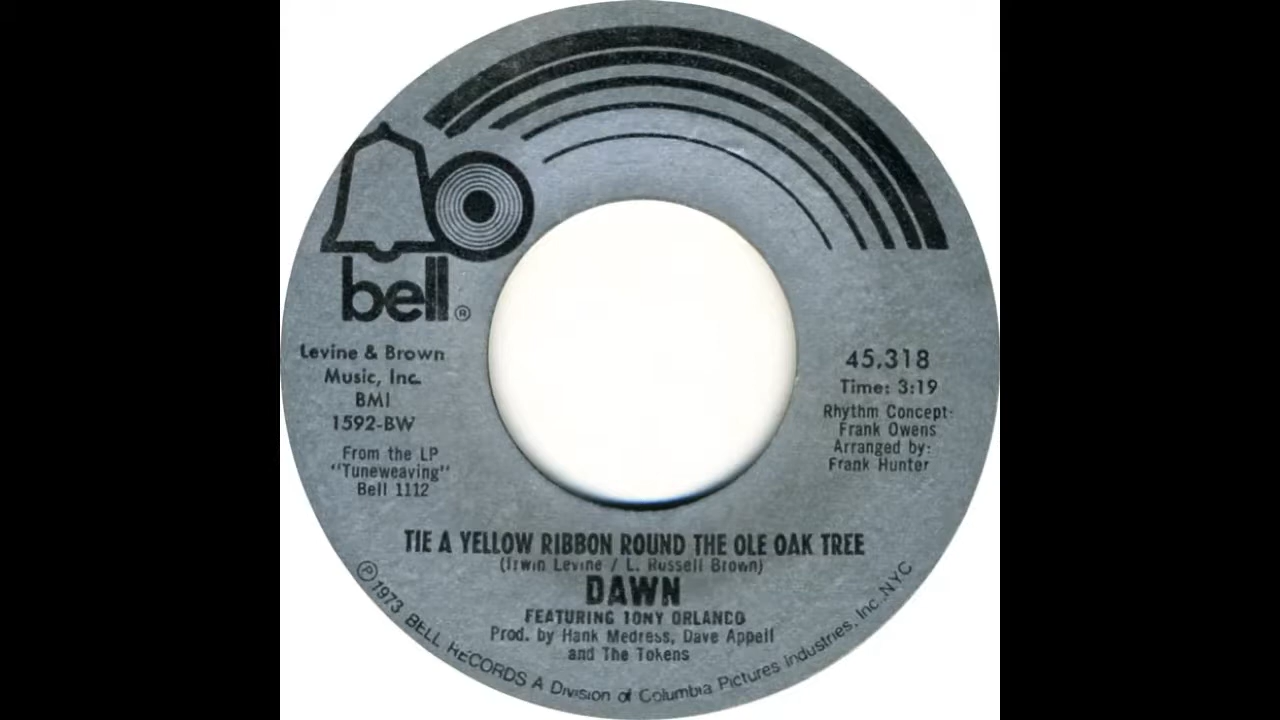 bell®
Levine & Brown
Music, Inc.
BMI
1592-BW
From the LP
"Tuneweaving"
Bell 1112
45,318
Time: 3:19
Rhythm Concept:
Frank Owens
Arranged by:
Frank Hunter
TIE A YELLOW RIBBON ROUND THE OLE OAK TREE
(Irwin Levine / L. Russell Brown)
DAWN
FEATURING TONY ORLANDO
Prod. by Hank Medress, Dave Appell
and The Tokens
℗1973 BELL RECORDS A Division of Columbia Pictures Industries, Inc. N.Y.C